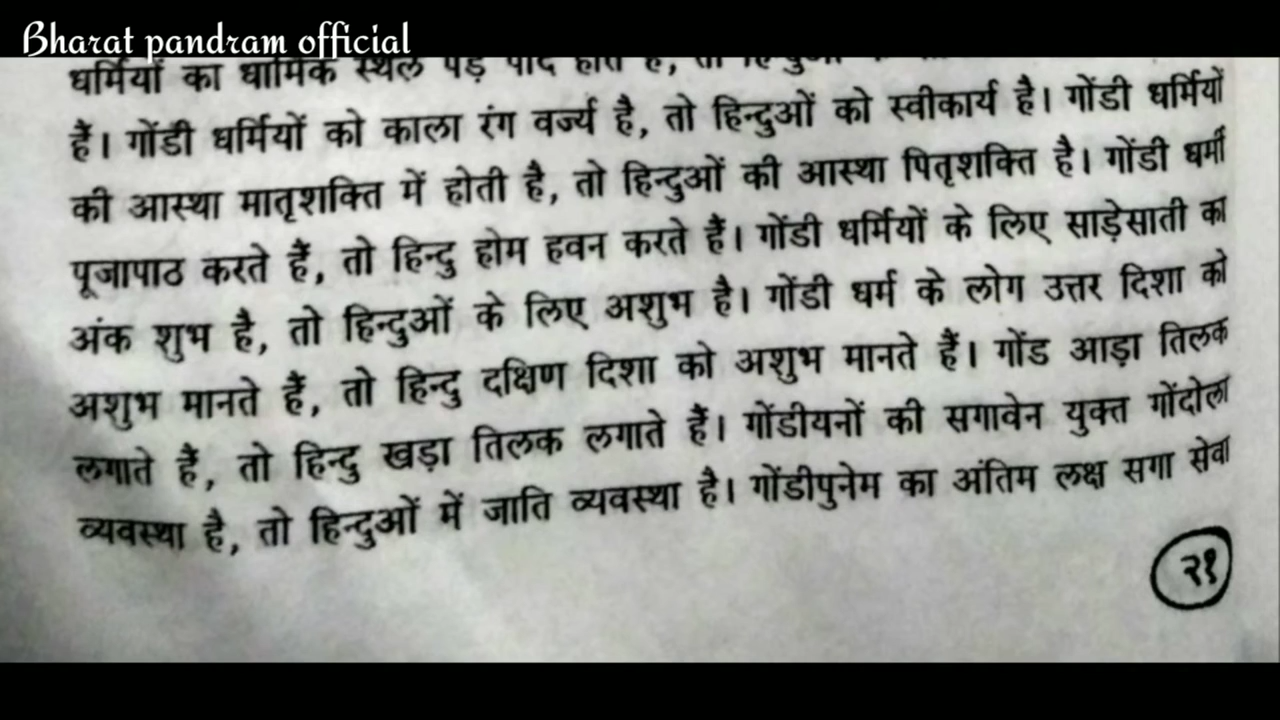 Bharat pandram official
धर्मियों का धार्मिक स्थल पेड़ पौदे होते है, तो हिन्दुओं
हैं। गोंडी धर्मियों को काला रंग वर्ज्य है, तो हिन्दुओं को स्वीकार्य है। गोंडी धर्मियों
की आस्था मातृशक्ति में होती है, तो हिन्दुओं की आस्था पितृशक्ति है। गोंडी धर्मी
पूजापाठ करते हैं, तो हिन्दु होम हवन करते हैं। गोंडी धर्मियों के लिए साड़ेसाती का
अंक शुभ है, तो हिन्दुओं के लिए अशुभ है। गोंडी धर्म के लोग उत्तर दिशा को
अशुभ मानते हैं, तो हिन्दु दक्षिण दिशा को अशुभ मानते हैं। गोंड आड़ा तिलक
लगाते हैं, तो हिन्दु खड़ा तिलक लगाते हैं। गोंडीयनों की सगावेन युक्त गोंदोला
व्यवस्था है, तो हिन्दुओं में जाति व्यवस्था है। गोंडीपुनेम का अंतिम लक्ष सगा सेवा
२१